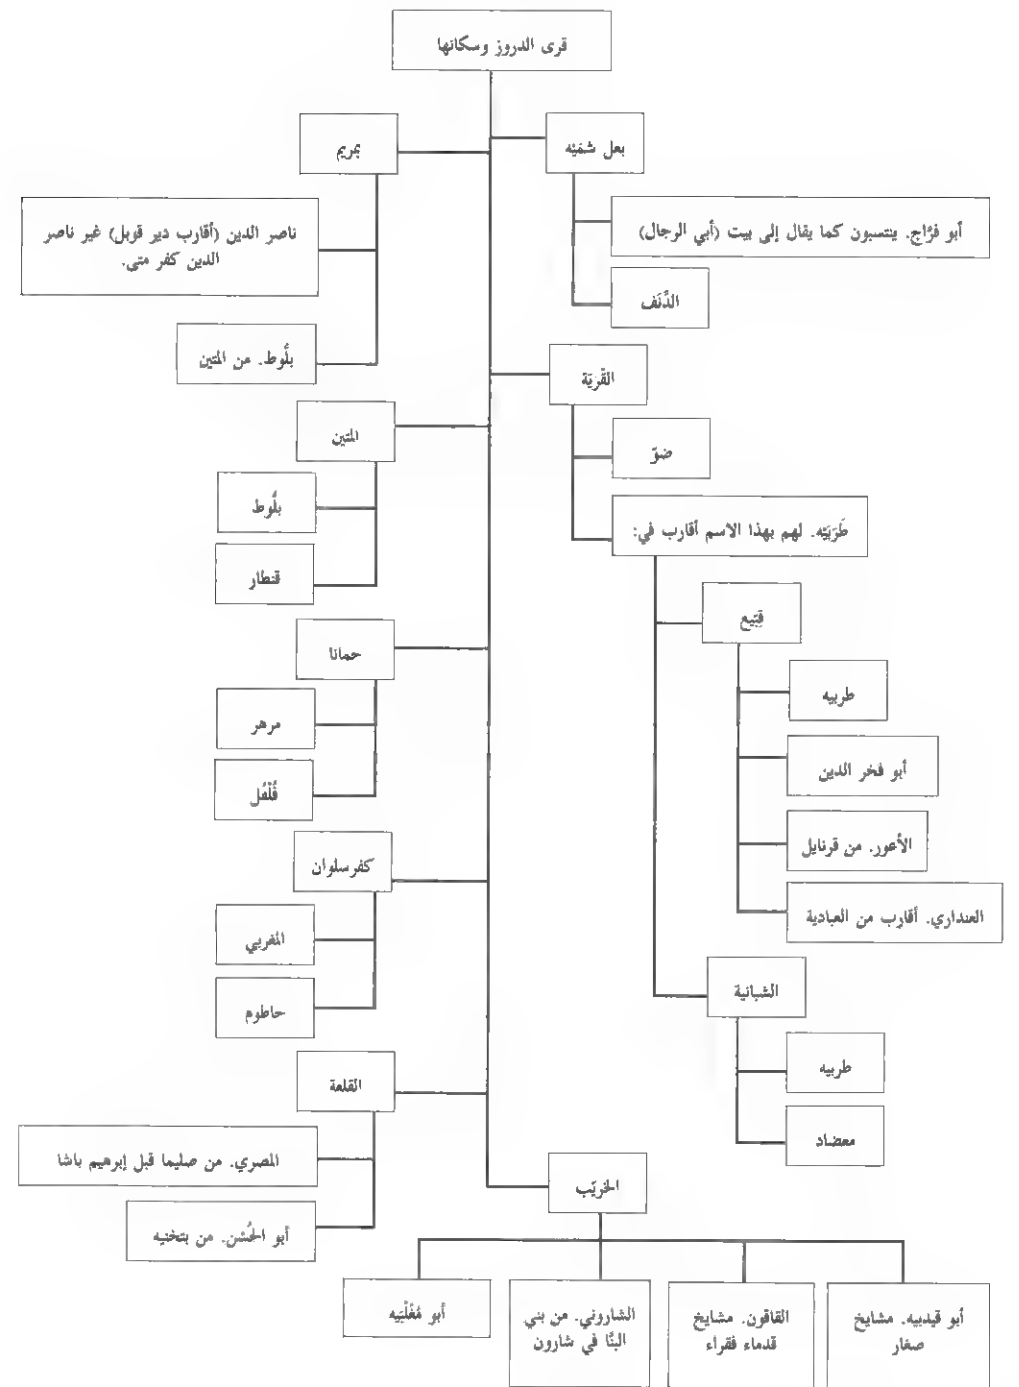 قرى الدروز وسكانها
بعل شميْه
أبو فرّاج. ينتسبون كما يقال إلى بيت (أبي الرجال)
الدَّنَف
القْرَيّة
ضوّ
طَرَبَيْه. لهم بهذا الاسم أقارب في:
قِبَّيع
طربيه
أبو فخر الدين
الأعور. من قرنايل
العنداري. أقارب من العبادية
الشبانية
طربيه
معضاد
بمريم
ناصر الدين (أقارب دير قوبل) غير ناصر
الدين كفر متى.
بلُّوط. من المتين
المتين
بلُّوط
قنطار
حمانا
مرهر
فُلْفُل
كفرسلوان
المغربي
حاطوم
القلعة
المصري. من صليما قبل إبرهيم باشا
أبو الحُسْن. من بتخنيه
الخريّب
أبو قيدبيه. مشايخ
صغار
القاقون. مشايخ
قدماء فقراء
الشاروني. من بني
البنّا في شارون
أبو مُغْلْبَيه